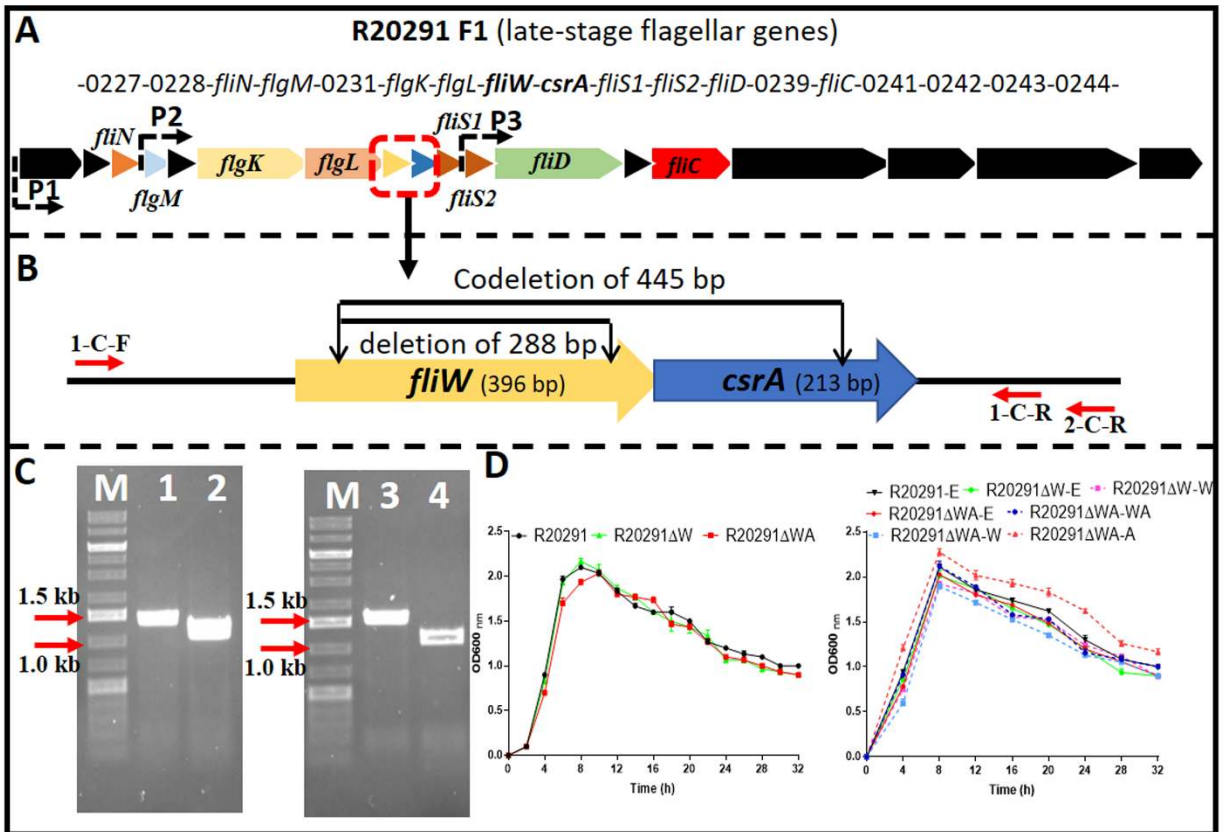 A
R20291 F1 (late-stage flagellar genes)
-0227-0228-fliN-flgM-0231-flgK-flgL-fliW-csrA-fliS1-fliS2-fliD-0239-fliC-0241-0242-0243-0244-
fliN P2 fliS1 P3
flgK flgL fliD fliC
P1 flgM fliS2
B
Codeletion of 445 bp
1-C-F
deletion of 288 bp
fliW (396 bp) csrA (213 bp)
1-C-R
2-C-R
C
M 1 2
1.5 kb
1.0 kb
M 3 4
1.5 kb
1.0 kb
D
R20291 R20291ΔW R20291ΔWA
2.5
2.0
1.5
1.0
0.5
0.0
OD600 nm
0 4 8 12 16 20 24 28 32
Time (h)
R20291-E R20291ΔW-E R20291ΔW-W
R20291ΔWA-E R20291ΔWA-WA
R20291ΔWA-W R20291ΔWA-A
2.5
2.0
1.5
1.0
0.5
0.0
OD600 nm
0 4 8 12 16 20 24 28 32
Time (h)